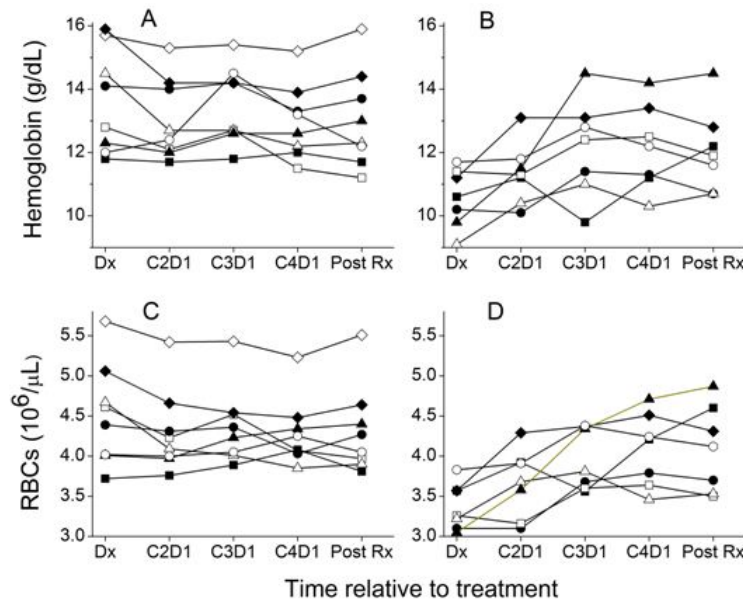 A
B
Hemoglobin (g/dL)
16
14
12
10
16
14
12
10
Dx C2D1 C3D1 C4D1 Post Rx
Dx C2D1 C3D1 C4D1 Post Rx
C
D
RBCs (10⁶/μL)
5.5
5.0
4.5
4.0
3.5
3.0
5.5
5.0
4.5
4.0
3.5
3.0
Dx C2D1 C3D1 C4D1 Post Rx
Dx C2D1 C3D1 C4D1 Post Rx
Time relative to treatment